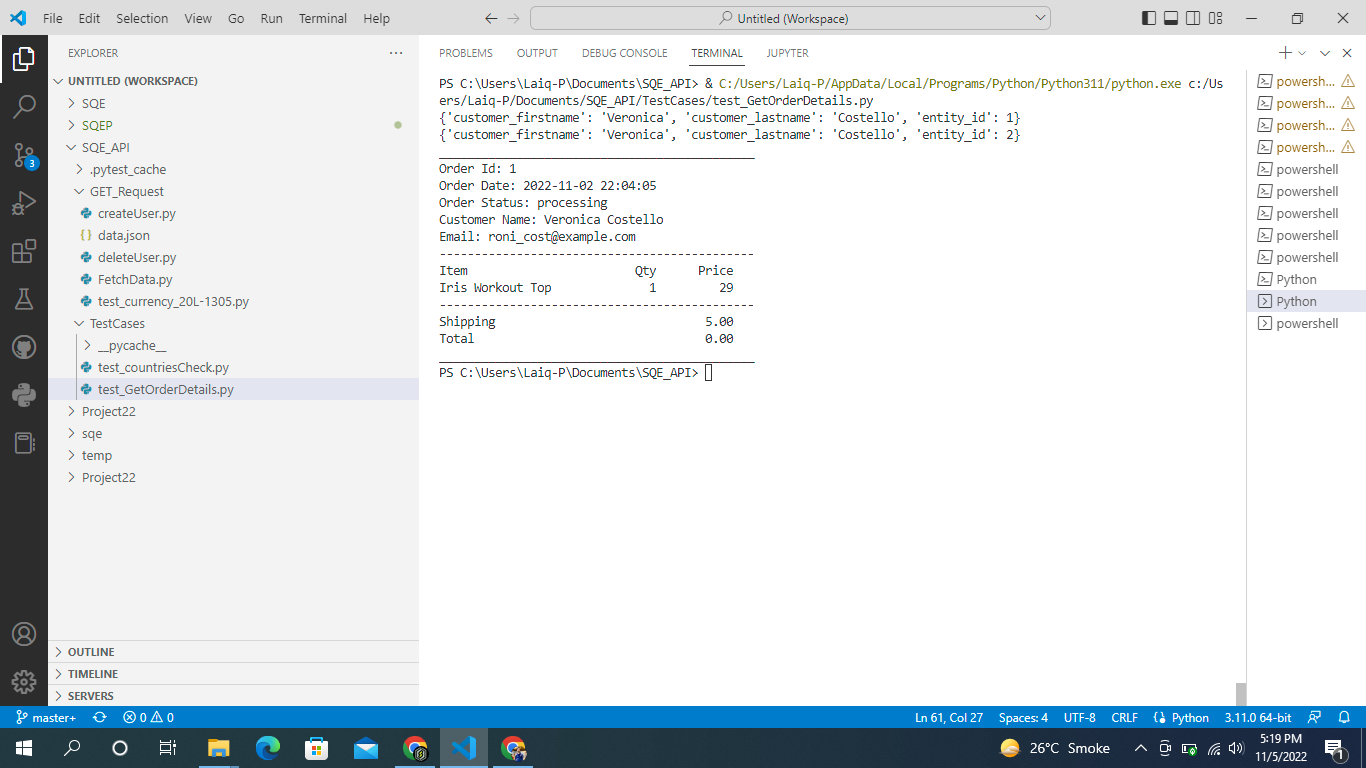 File Edit Selection View Go Run Terminal Help
Untitled (Workspace)
EXPLORER
UNTITLED (WORKSPACE)
SQE
SQEP
SQE_API
.pytest_cache
GET_Request
createUser.py
{} data.json
deleteUser.py
FetchData.py
test_currency_20L-1305.py
TestCases
__pycache__
test_countriesCheck.py
test_GetOrderDetails.py
Project22
sqe
temp
Project22
OUTLINE
TIMELINE
SERVERS
3
PROBLEMS OUTPUT DEBUG CONSOLE TERMINAL JUPYTER
PS C:\Users\Laiq-P\Documents\SQE_API> & C:/Users/Laiq-P/AppData/Local/Programs/Python/Python311/python.exe c:/Us
ers/Laiq-P/Documents/SQE_API/TestCases/test_GetOrderDetails.py
{'customer_firstname': 'Veronica', 'customer_lastname': 'Costello', 'entity_id': 1}
{'customer_firstname': 'Veronica', 'customer_lastname': 'Costello', 'entity_id': 2}
_____________________________________________
Order Id: 1
Order Date: 2022-11-02 22:04:05
Order Status: processing
Customer Name: Veronica Costello
Email: roni_cost@example.com
---------------------------------------------
Item Qty Price
Iris Workout Top 1 29
---------------------------------------------
Shipping 5.00
Total 0.00
_____________________________________________
PS C:\Users\Laiq-P\Documents\SQE_API>
powersh...
powersh...
powersh...
powersh...
powershell
powershell
powershell
powershell
powershell
Python
Python
powershell
master+ 0 0 Ln 61, Col 27 Spaces: 4 UTF-8 CRLF Python 3.11.0 64-bit
26°C Smoke
5:19 PM
11/5/2022
1